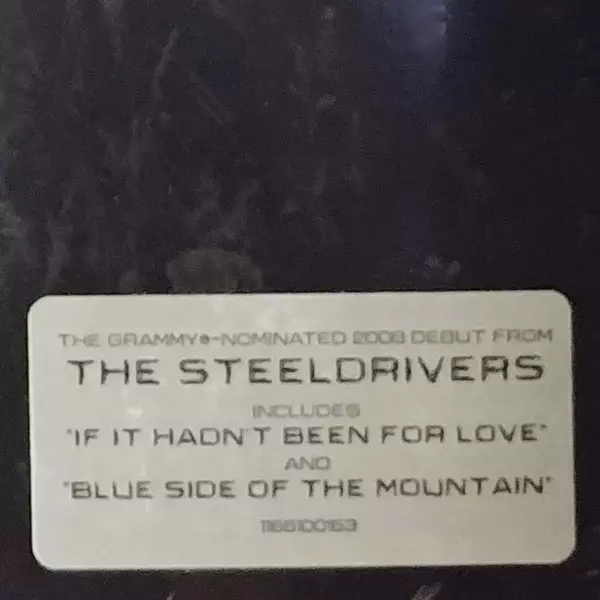 THE GRAMMY®-NOMINATED 2008 DEBUT FROM
THE STEELDRIVERS
INCLUDES
"IF IT HADN'T BEEN FOR LOVE"
AND
"BLUE SIDE OF THE MOUNTAIN"
1166100163